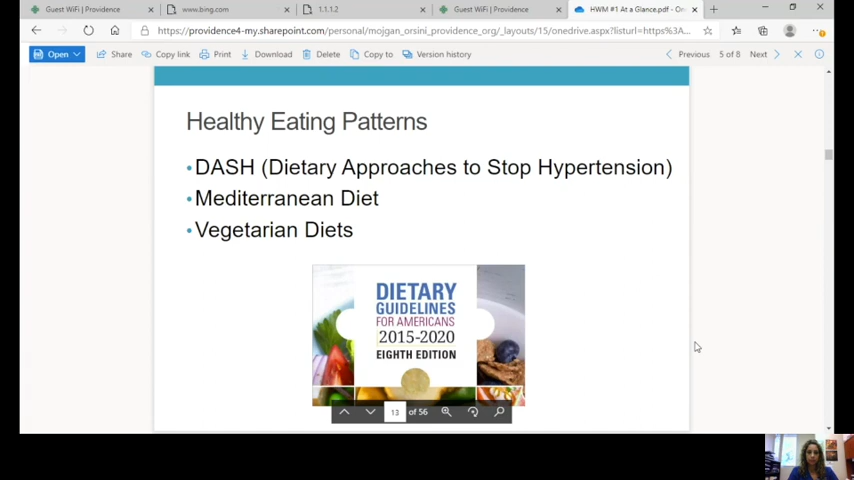 Guest WiFi | Providence
www.bing.com
1.1.1.2
Guest WiFi | Providence
HWM #1 At a Glance.pdf - On
https://providence4-my.sharepoint.com/personal/mojgan_orsini_providence_org/_layouts/15/onedrive.aspx?listurl=https%3A...
Open
Share
Copy link
Print
Download
Delete
Copy to
Version history
Previous
5 of 8
Next
Healthy Eating Patterns
•DASH (Dietary Approaches to Stop Hypertension)
•Mediterranean Diet
•Vegetarian Diets
DIETARY
GUIDELINES
FOR AMERICANS
2015-2020
EIGHTH EDITION
13 of 56